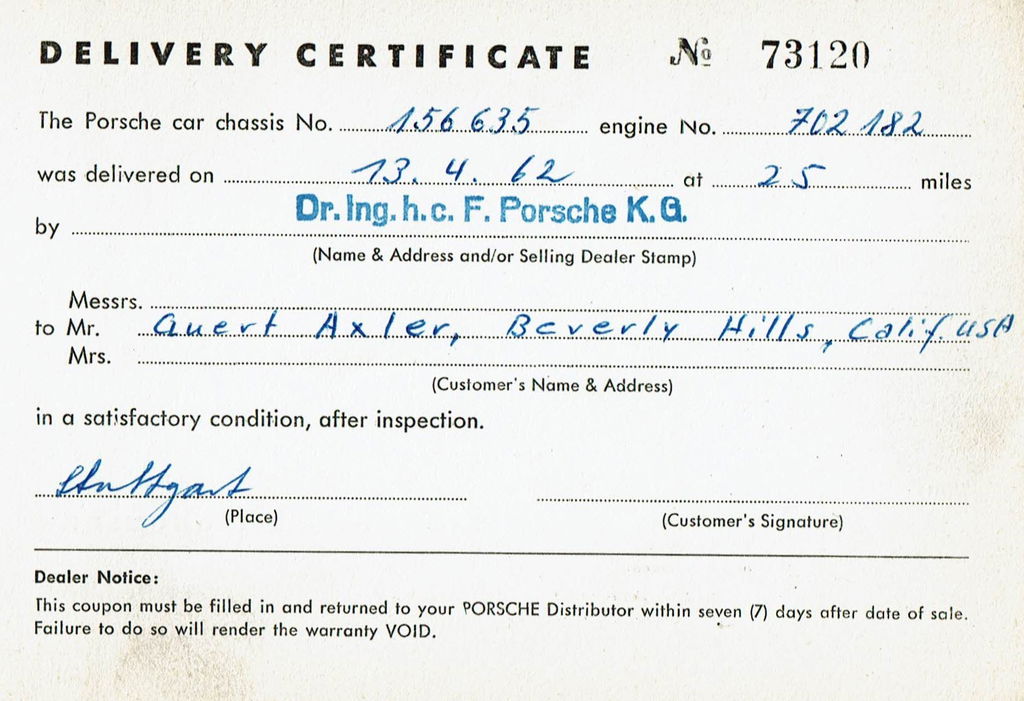 DELIVERY CERTIFICATE № 73120
The Porsche car chassis No. 156 635 engine No. 702 182
was delivered on 13. 4. 62 at 25 miles
by Dr. Ing. h. c. F. Porsche K. G.
(Name & Address and/or Selling Dealer Stamp)
Messrs.
to Mr. Axler, Beverly Hills, Calif. USA
Mrs.
(Customer's Name & Address)
in a satisfactory condition, after inspection.
Stuttgart
(Place) (Customer's Signature)
Dealer Notice:
This coupon must be filled in and returned to your PORSCHE Distributor within seven (7) days after date of sale.
Failure to do so will render the warranty VOID.